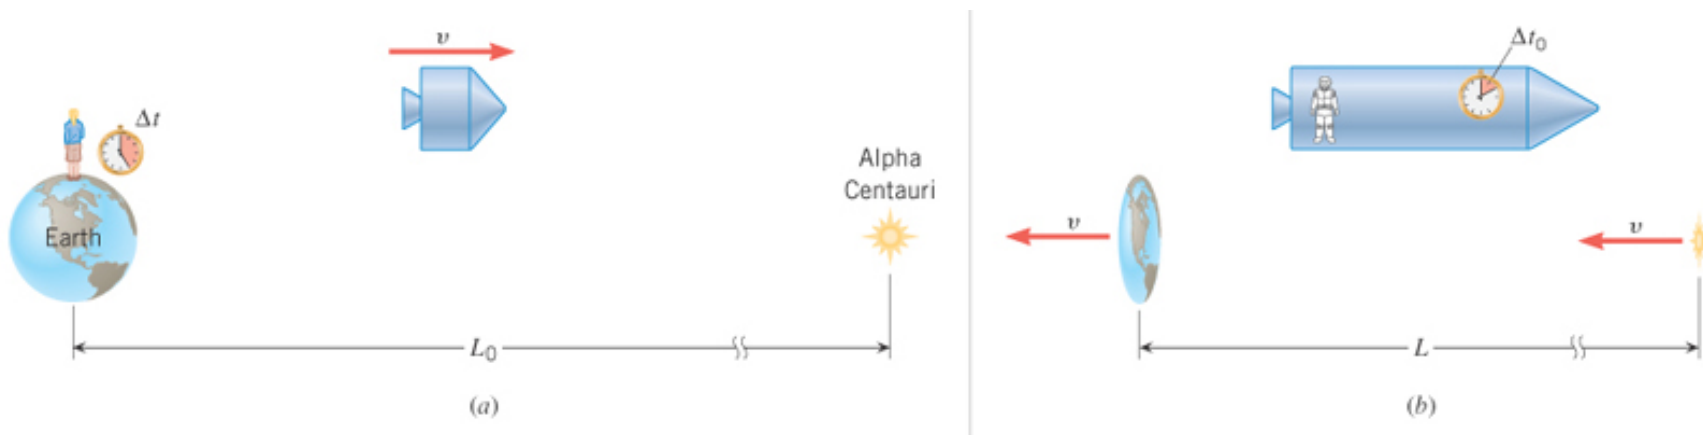 v
Δt
Alpha
Centauri
Earth
L₀
(a)
Δt₀
v
v
L
(b)